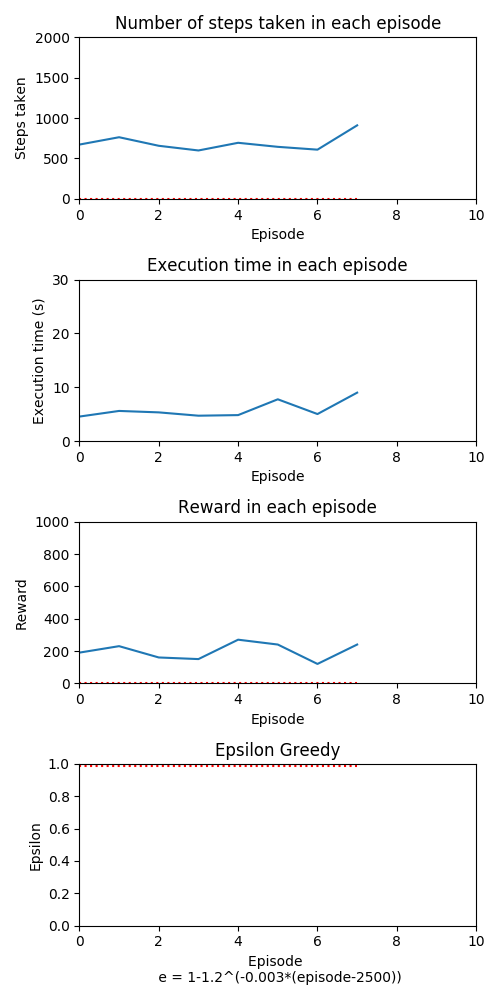 Number of steps taken in each episode
2000
1500
1000
500
0
Steps taken
0 2 4 6 8 10
Episode
Execution time in each episode
30
20
10
0
Execution time (s)
0 2 4 6 8 10
Episode
Reward in each episode
1000
800
600
400
200
0
Reward
0 2 4 6 8 10
Episode
Epsilon Greedy
1.0
0.8
0.6
0.4
0.2
0.0
Epsilon
0 2 4 6 8 10
Episode
e = 1-1.2^(-0.003*(episode-2500))